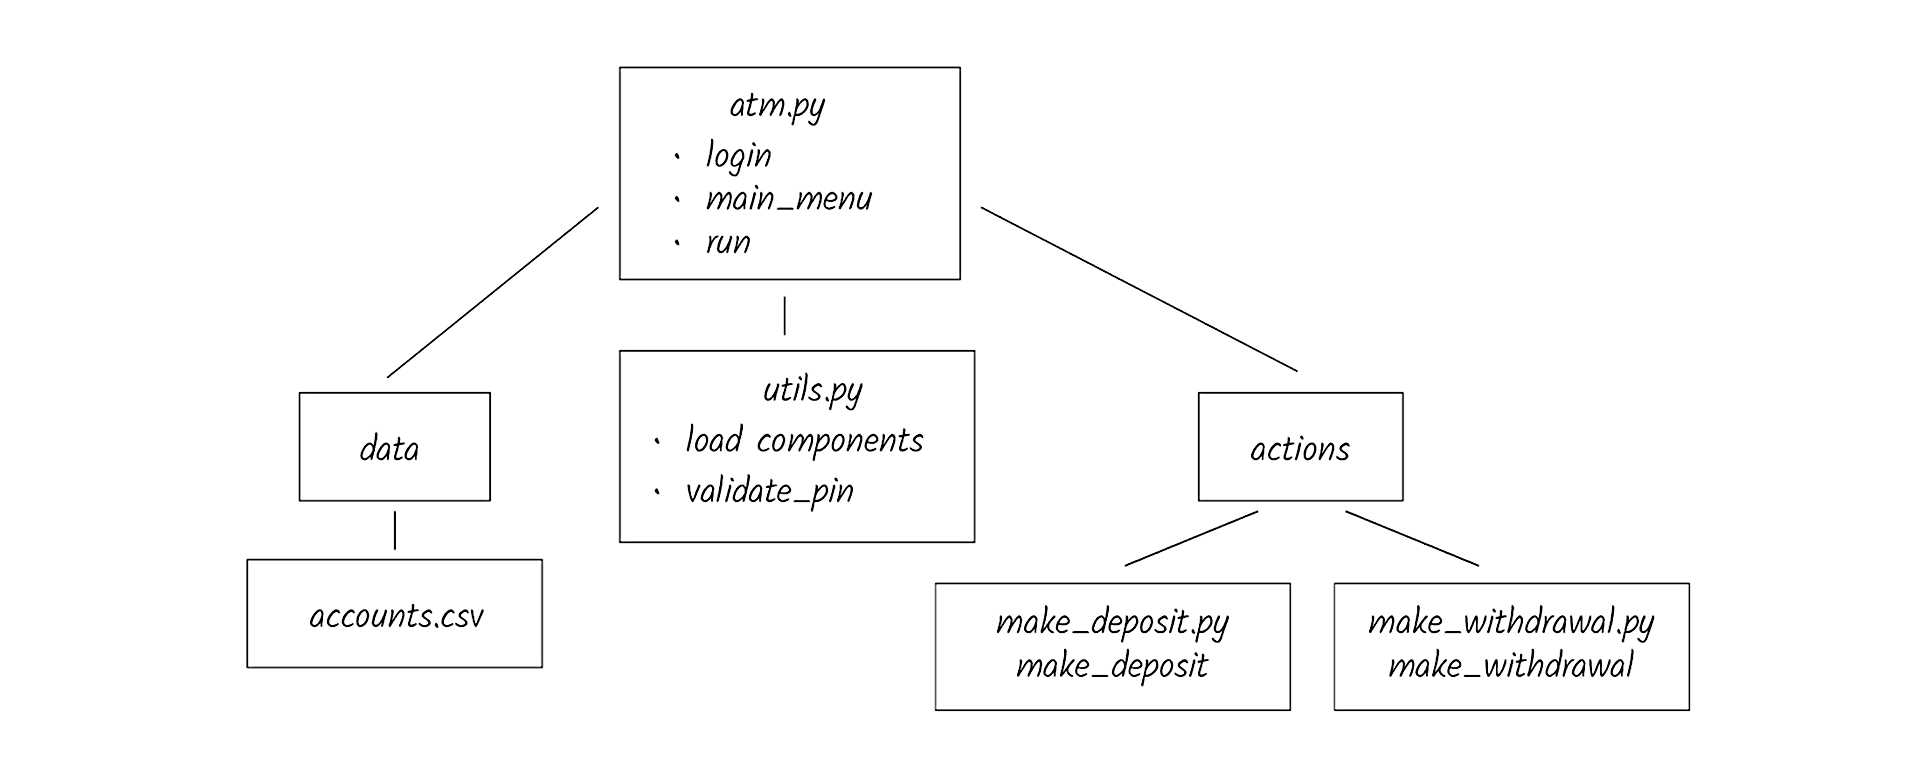 atm.py
· login
· main_menu
· run
utils.py
· load components
· validate_pin
data
accounts.csv
actions
make_deposit.py
make_deposit
make_withdrawal.py
make_withdrawal